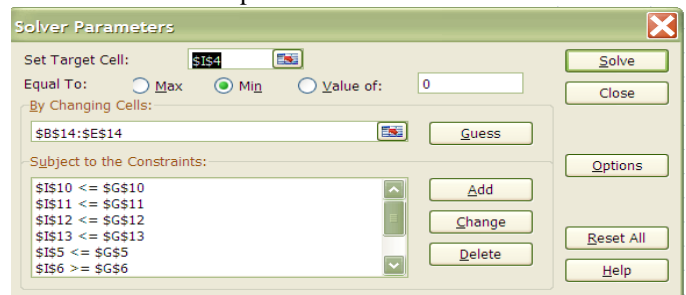 Solver Parameters
Set Target Cell: $I$4 Solve
Equal To: Max Min Value of: 0 Close
By Changing Cells:
$B$14:$E$14 Guess
Subject to the Constraints: Options
$I$10 <= $G$10 Add
$I$11 <= $G$11
$I$12 <= $G$12 Change
$I$13 <= $G$13 Reset All
$I$5 <= $G$5 Delete
$I$6 >= $G$6 Help